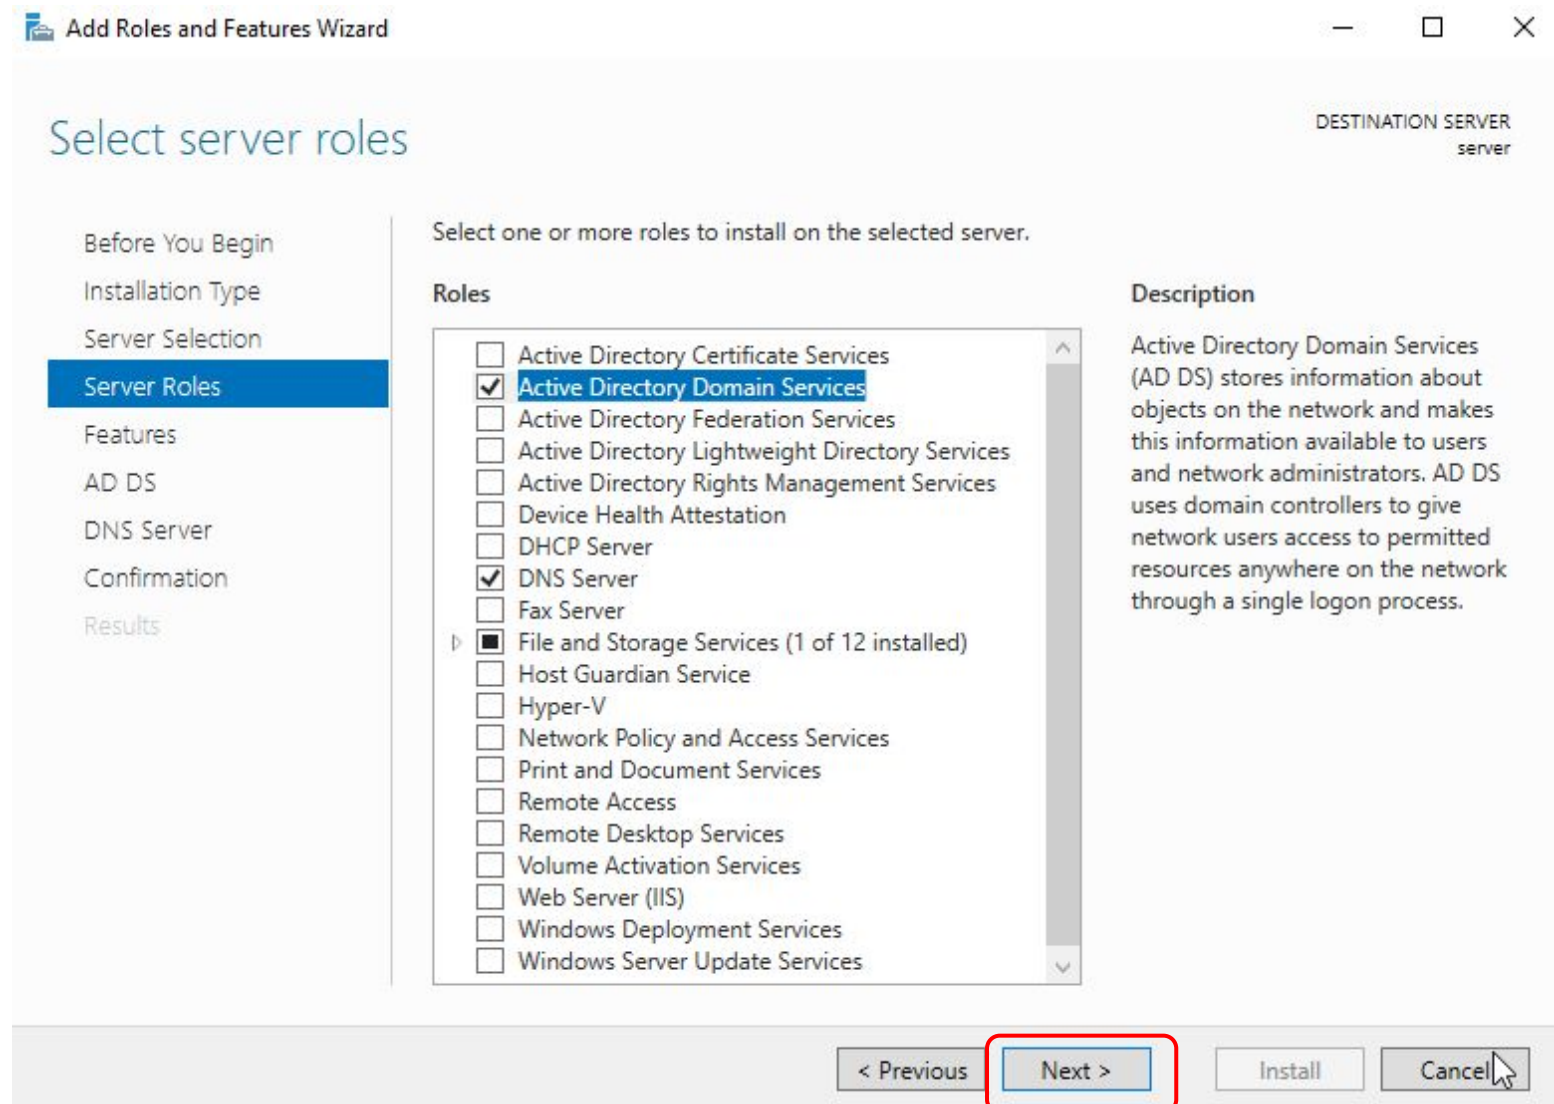 Add Roles and Features Wizard
Select server roles
DESTINATION SERVER
server
Before You Begin
Installation Type
Server Selection
Server Roles
Features
AD DS
DNS Server
Confirmation
Results
Select one or more roles to install on the selected server.
Roles
Active Directory Certificate Services
Active Directory Domain Services
Active Directory Federation Services
Active Directory Lightweight Directory Services
Active Directory Rights Management Services
Device Health Attestation
DHCP Server
DNS Server
Fax Server
File and Storage Services (1 of 12 installed)
Host Guardian Service
Hyper-V
Network Policy and Access Services
Print and Document Services
Remote Access
Remote Desktop Services
Volume Activation Services
Web Server (IIS)
Windows Deployment Services
Windows Server Update Services
Description
Active Directory Domain Services
(AD DS) stores information about
objects on the network and makes
this information available to users
and network administrators. AD DS
uses domain controllers to give
network users access to permitted
resources anywhere on the network
through a single logon process.
< Previous
Next >
Install
Cancel